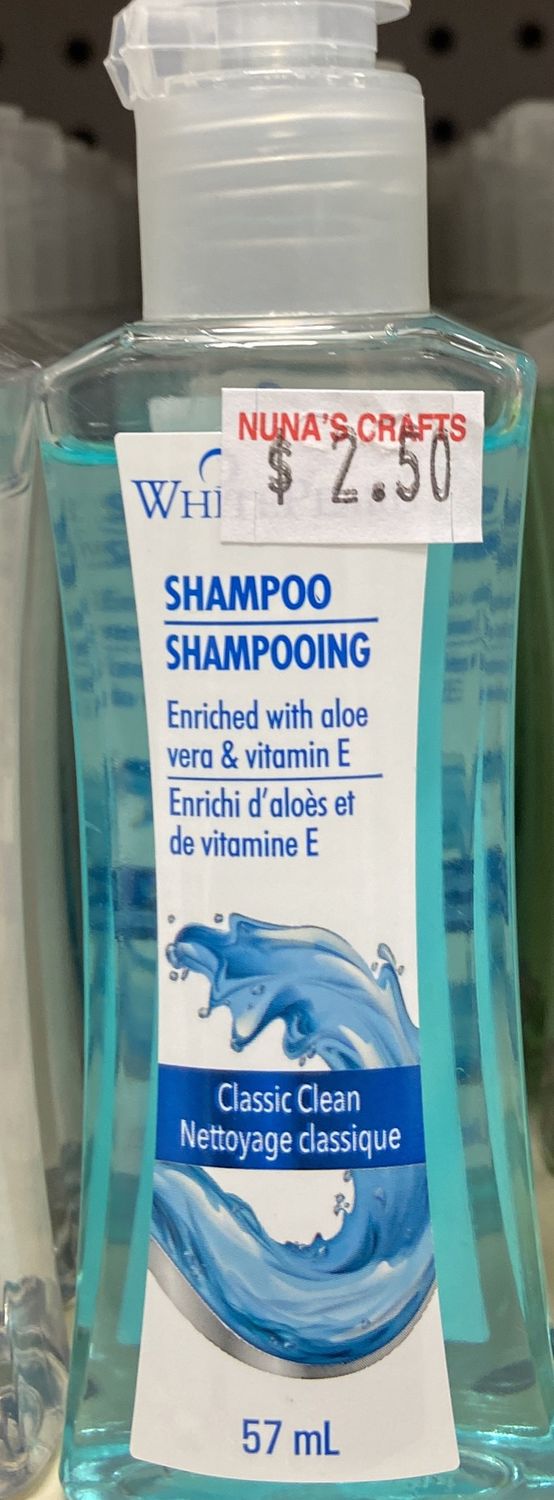 NUNA'S CRAFTS
$ 2.50
SHAMPOO
SHAMPOOING
Enriched with aloe
vera & vitamin E
Enrichi d'aloès et
de vitamine E
Classic Clean
Nettoyage classique
57 mL